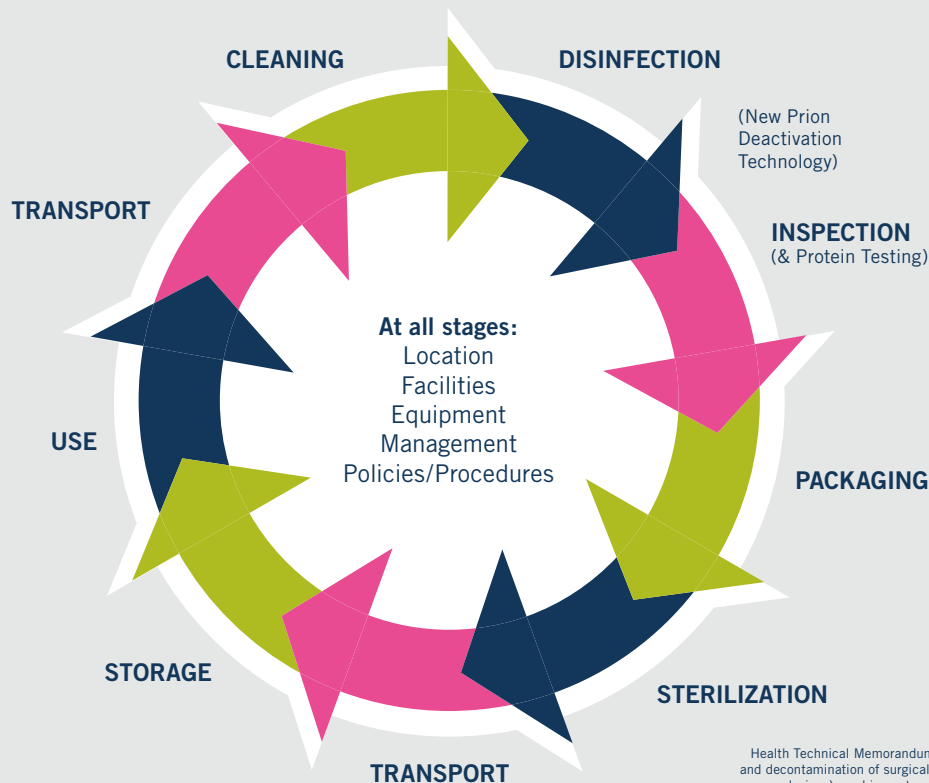 CLEANING
DISINFECTION
(New Prion
Deactivation
Technology)
INSPECTION
(& Protein Testing)
PACKAGING
STERILIZATION
TRANSPORT
STORAGE
USE
TRANSPORT
At all stages:
Location
Facilities
Equipment
Management
Policies/Procedures
Health Technical Memorandum
and decontamination of surgical